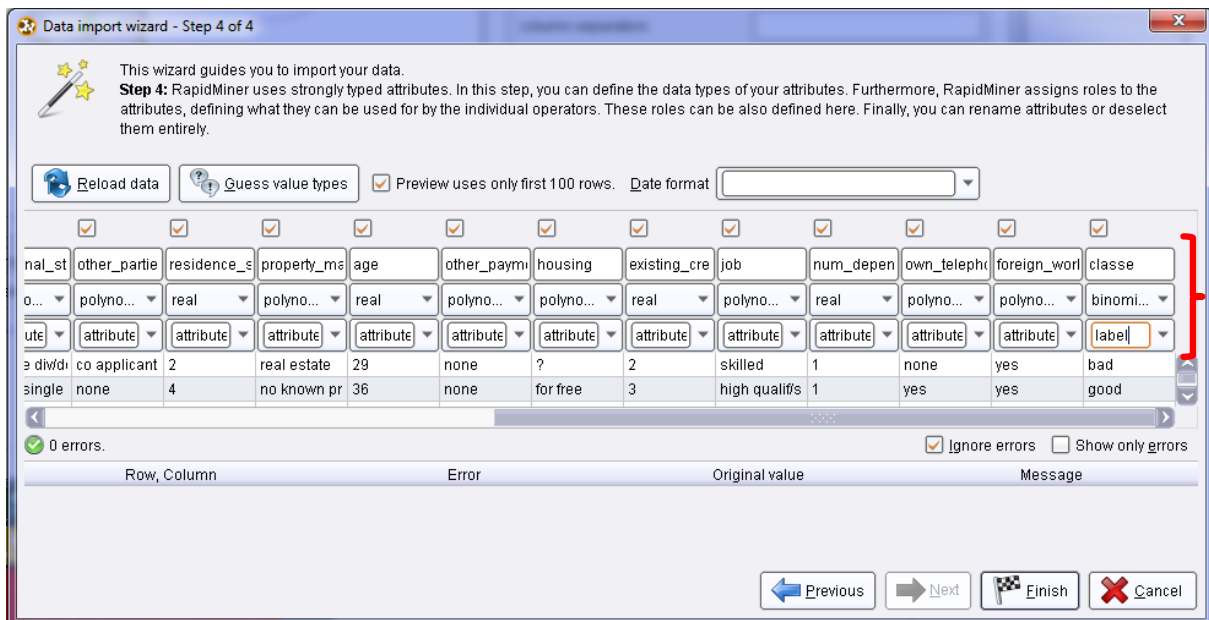 Data import wizard - Step 4 of 4
This wizard guides you to import your data.
Step 4: RapidMiner uses strongly typed attributes. In this step, you can define the data types of your attributes. Furthermore, RapidMiner assigns roles to the
attributes, defining what they can be used for by the individual operators. These roles can be also defined here. Finally, you can rename attributes or deselect
them entirely.
Reload data Guess value types Preview uses only first 100 rows. Date format
nal_st other_partie residence_s property_ma age other_paym housing existing_cre job num_depen own_teleph foreign_worl classe
o... polyno... real polyno... real polyno... polyno... real polyno... real polyno... polyno... binomi...
ute attribute attribute attribute attribute attribute attribute attribute attribute attribute attribute attribute label
e div/d co applicant 2 real estate 29 none ? 2 skilled 1 none yes bad
single none 4 no known pr 36 none for free 3 high qualif/s 1 yes yes good
0 errors. Ignore errors Show only errors
Row, Column Error Original value Message
Previous Next Finish Cancel